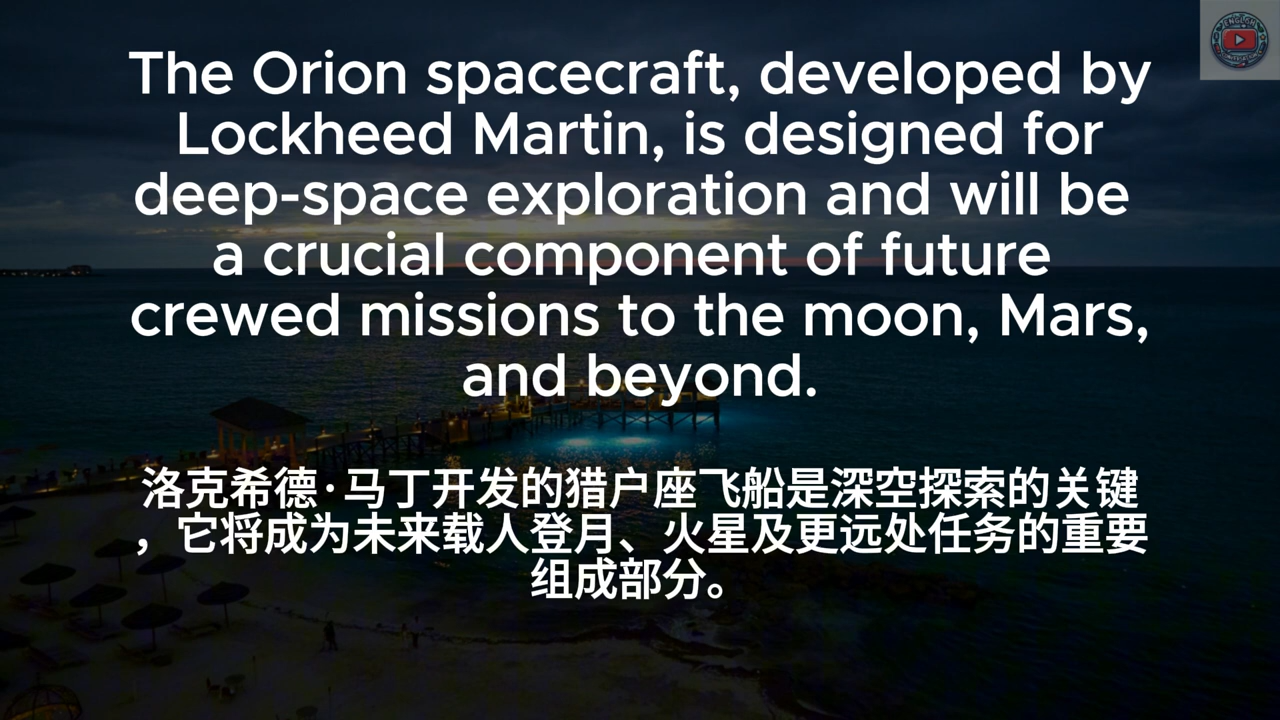 The Orion spacecraft, developed by
Lockheed Martin, is designed for
deep-space exploration and will be
a crucial component of future
crewed missions to the moon, Mars,
and beyond.
洛克希德·马丁开发的猎户座飞船是深空探索的关键
，它将成为未来载人登月、火星及更远处任务的重要
组成部分。
ENGLISH